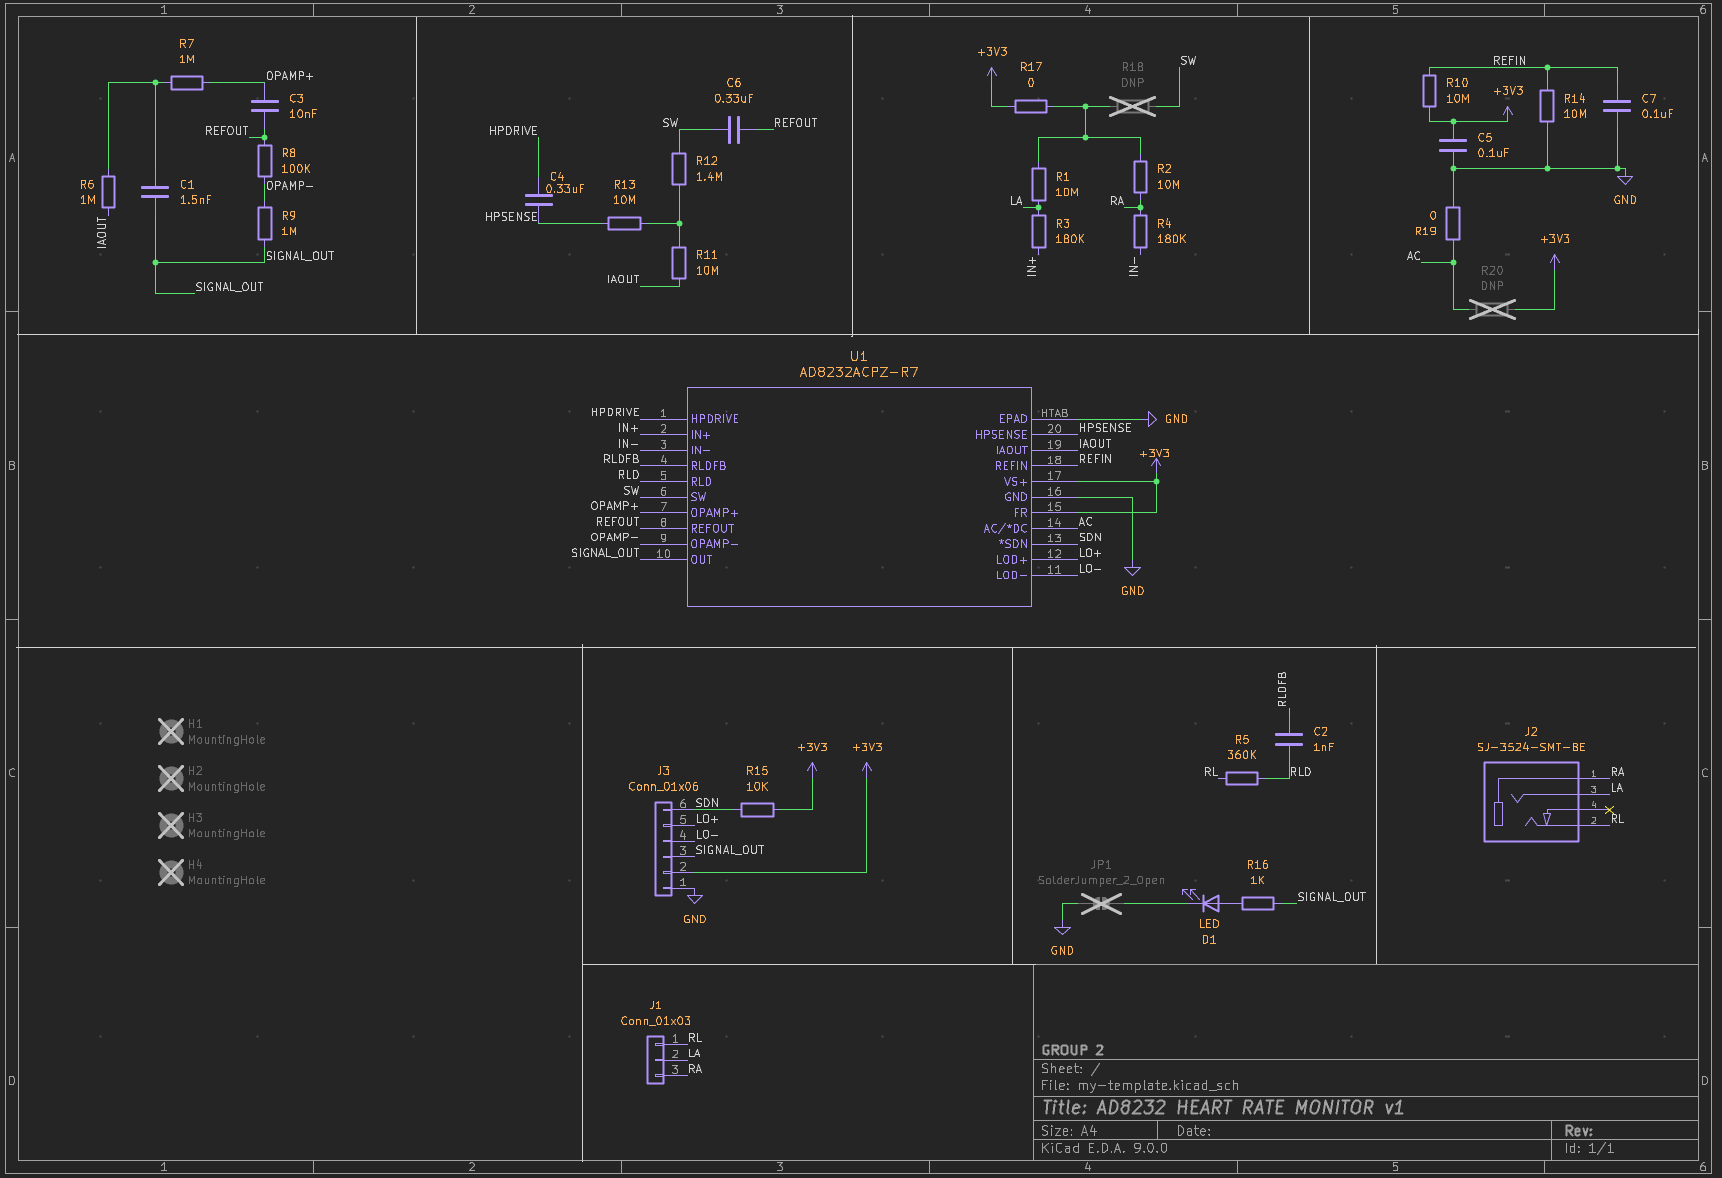 1 2 3 4 5 6
A
R7
1M
OPAMP+
C3
10nF
REFOUT
R8
100K
OPAMP-
R6
1M
C1
1.5nF
R9
1M
IAOUT
SIGNAL_OUT
SIGNAL_OUT
C6
0.33uF
SW
REFOUT
HPDRIVE
R12
1.4M
C4
0.33uF
R13
10M
HPSENSE
R11
10M
IAOUT
+3V3
R17
0
R18
DNP
SW
R1
10M
R2
10M
LA
RA
R3
180K
R4
180K
IN+
IN-
REFIN
R10
10M
+3V3
R14
10M
C7
0.1uF
C5
0.1uF
GND
0
R19
+3V3
AC
R20
DNP
A
B
U1
AD8232ACPZ-R7
HPDRIVE 1 HPDRIVE
IN+ 2 IN+
IN- 3 IN-
RLDFB 4 RLDFB
RLD 5 RLD
SW 6 SW
OPAMP+ 7 OPAMP+
REFOUT 8 REFOUT
OPAMP- 9 OPAMP-
SIGNAL_OUT 10 OUT
EPAD HTAB GND
HPSENSE 20 HPSENSE
IAOUT 19 IAOUT
REFIN 18 REFIN
+3V3
VS+ 17
GND 16
FR 15
AC/*DC 14 AC
*SDN 13 SDN
LOD+ 12 LO+
LOD- 11 LO-
GND
B
C
H1
MountingHole
H2
MountingHole
H3
MountingHole
H4
MountingHole
+3V3 +3V3
J3
Conn_01x06
R15
10K
6 SDN
5 LO+
4 LO-
3 SIGNAL_OUT
2
1
GND
RLDFB
R5
360K
C2
1nF
RL
RLD
JP1
SolderJumper_2_Open
R16
1K
SIGNAL_OUT
LED
D1
GND
J2
SJ-3524-SMT-BE
1 RA
3 LA
4
2 RL
C
D
J1
Conn_01x03
1 RL
2 LA
3 RA
GROUP 2
Sheet: /
File: my-template.kicad_sch
Title: AD8232 HEART RATE MONITOR v1
Size: A4 Date: Rev:
KiCad E.D.A. 9.0.0 Id: 1/1
D
1 2 3 4 5 6